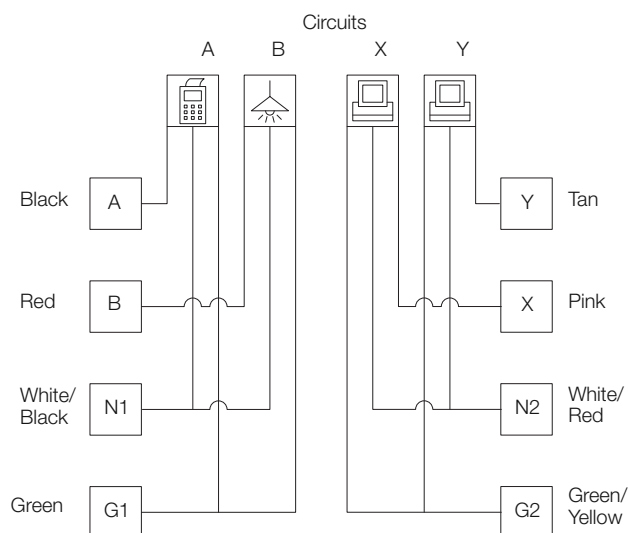 Circuits
A B X Y
Black A Y Tan
Red B X Pink
White/
Black N1 N2 White/
Red
Green G1 G2 Green/
Yellow